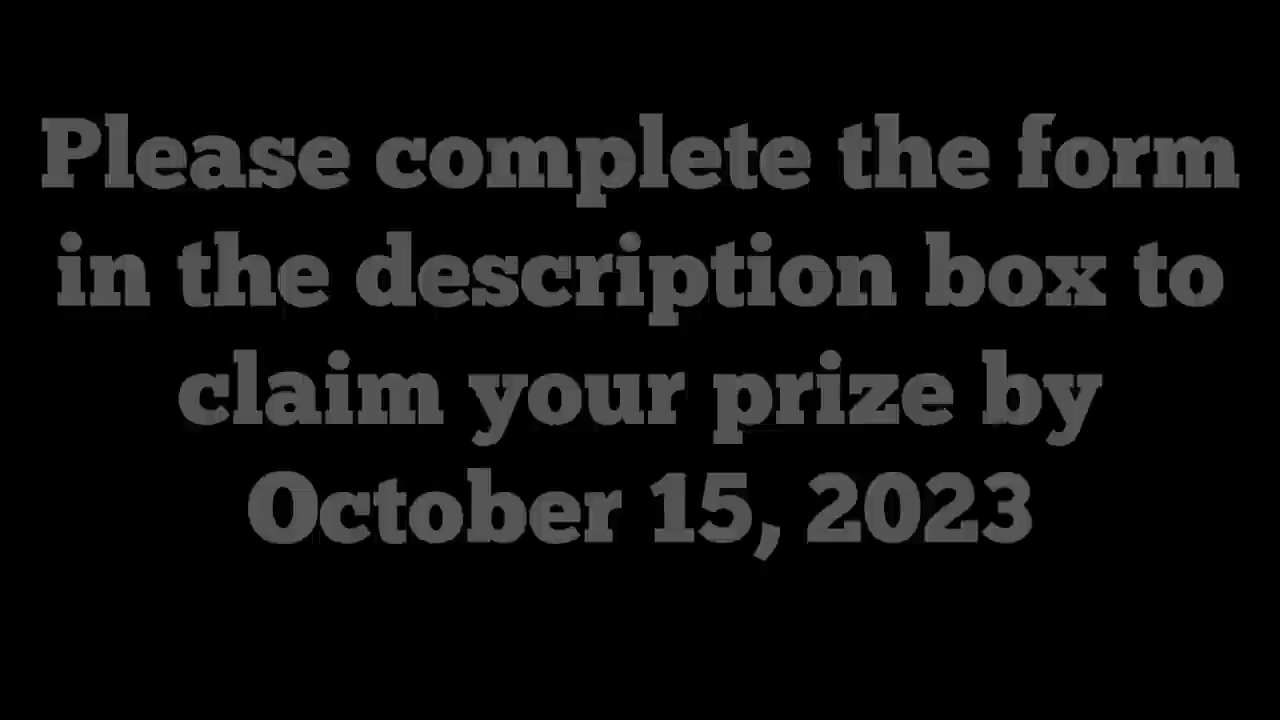 Please complete the form
in the description box to
claim your prize by
October 15, 2023